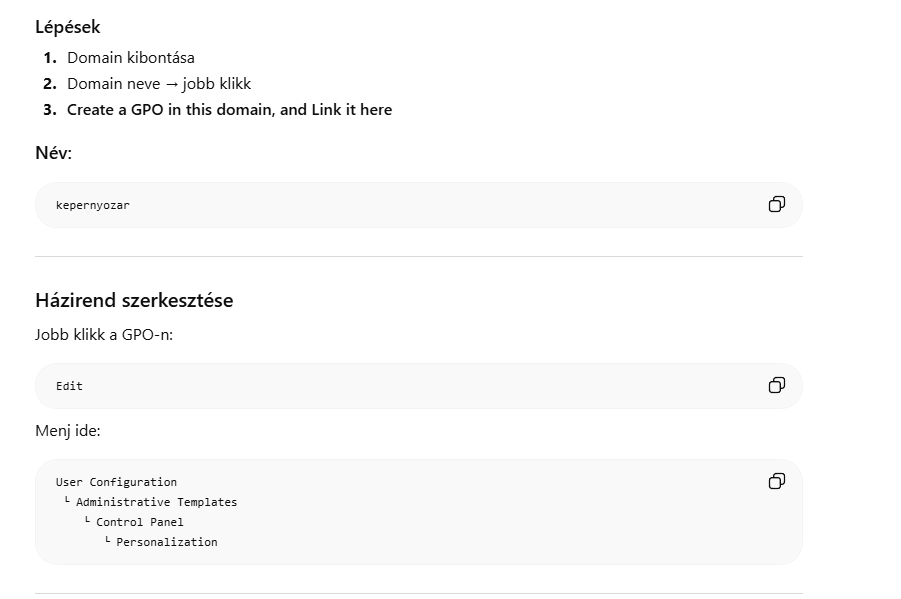 Lépések
1. Domain kibontása
2. Domain neve → jobb klikk
3. Create a GPO in this domain, and Link it here
Név:
kepernyozar
Házirend szerkesztése
Jobb klikk a GPO-n:
Edit
Menj ide:
User Configuration
└ Administrative Templates
└ Control Panel
└ Personalization